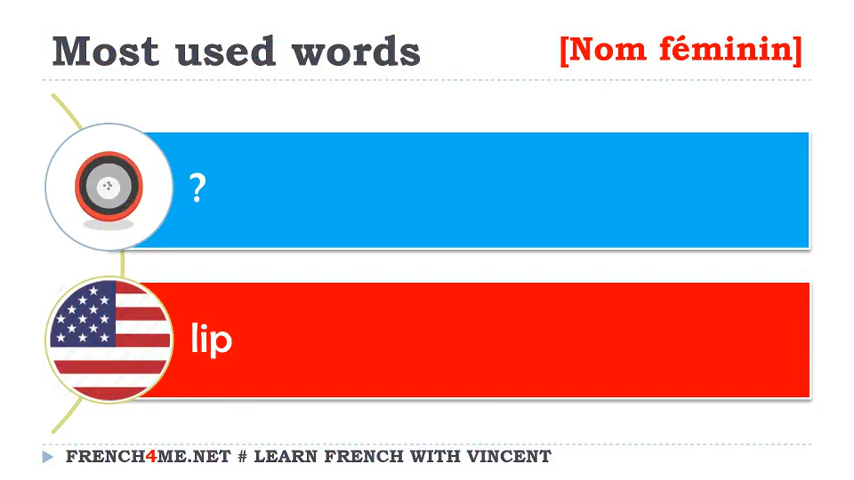 Most used words
[Nom féminin]
?
lip
FRENCH4ME.NET # LEARN FRENCH WITH VINCENT